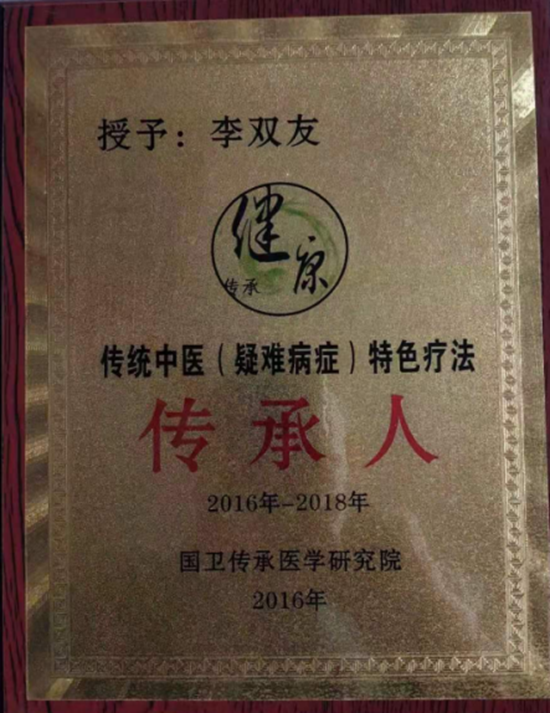 授予：李双友
健康
传承
传统中医（疑难病症）特色疗法
传承人
2016年-2018年
国卫传承医学研究院
2016年